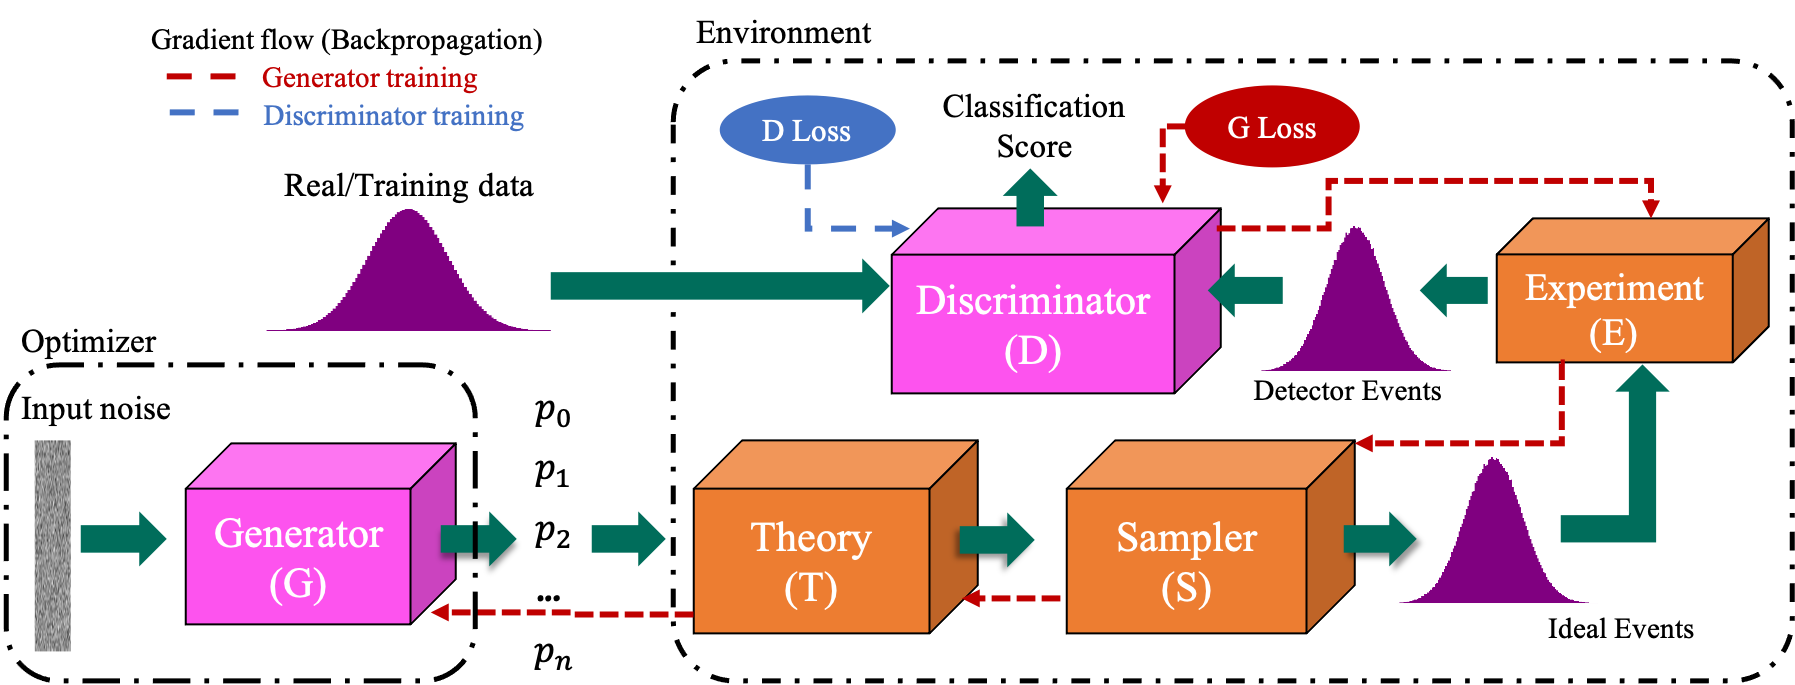 Environment
Gradient flow (Backpropagation)
Generator training
Discriminator training
D Loss
Classification
Score
G Loss
Real/Training data
Discriminator
(D)
Experiment
(E)
Detector Events
Optimizer
Input noise
Generator
(G)
p0
p1
p2
...
pn
Theory
(T)
Sampler
(S)
Ideal Events